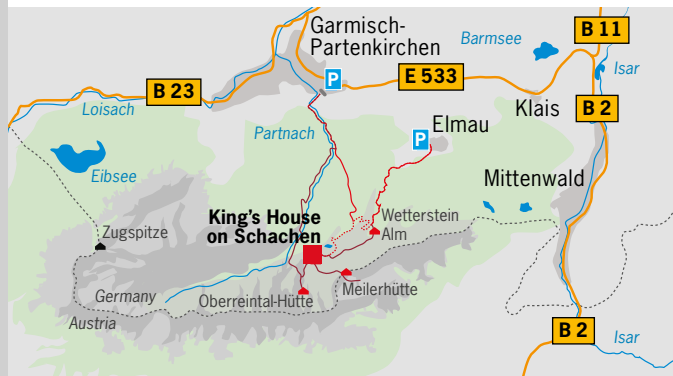 Garmisch-
Partenkirchen
Barmsee
B 11
Isar
P
E 533
B 23
Loisach
Klais
B 2
Partnach
P
Elmau
Eibsee
Mittenwald
King's House
on Schachen
Wetterstein
Alm
Zugspitze
Germany
Oberreintal-Hütte
Meilerhütte
Austria
B 2
Isar